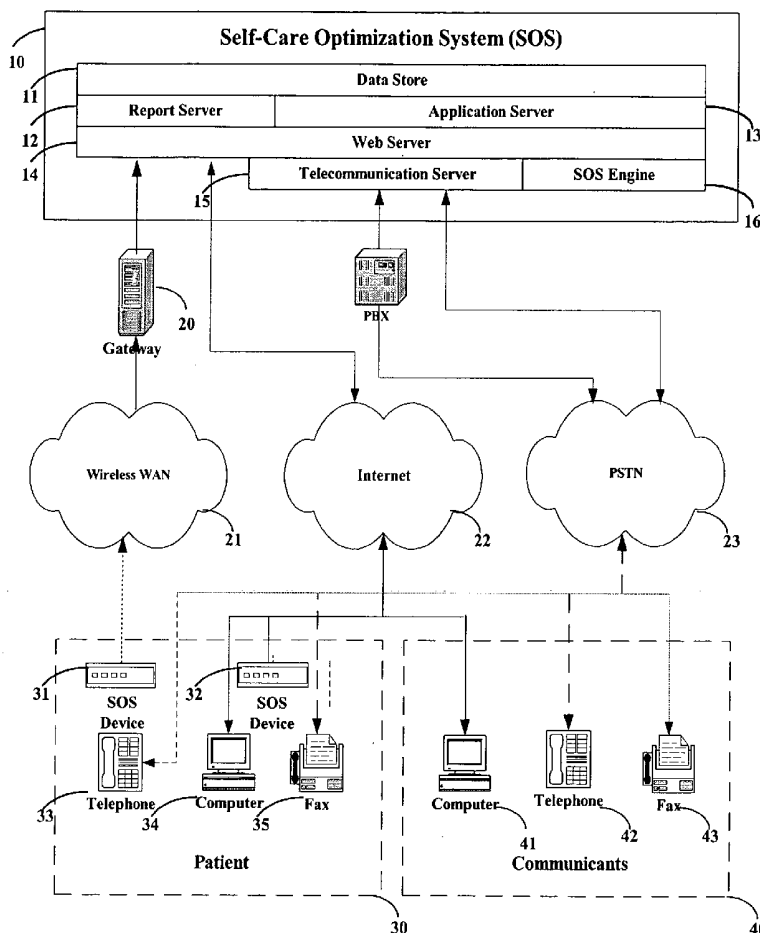 Self-Care Optimization System (SOS)
10
Data Store
11
Report Server
Application Server
12
13
Web Server
14
Telecommunication Server
SOS Engine
15
16
20
PBX
Gateway
Wireless WAN
Internet
PSTN
21
22
23
31
32
SOS
Device
SOS
Device
33
Telephone
34
Computer
35
Fax
Computer
41
Telephone
42
Fax
43
Patient
Communicants
30
40